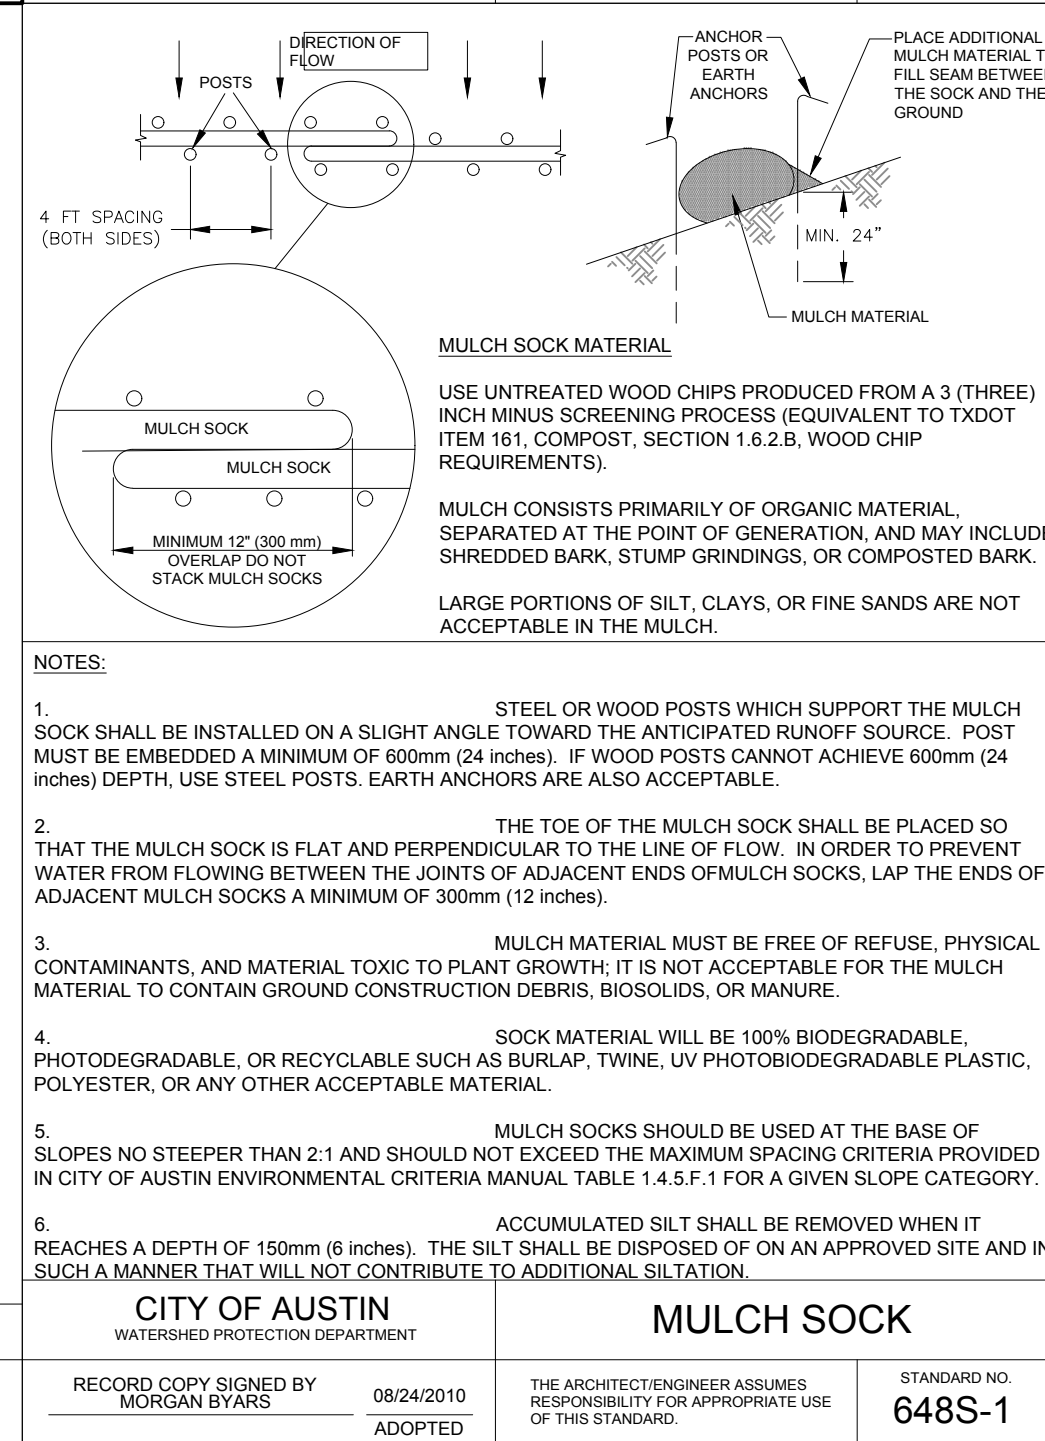 DIRECTION OF
FLOW
POSTS
4 FT SPACING
(BOTH SIDES)
ANCHOR
POSTS OR
EARTH
ANCHORS
PLACE ADDITIONAL
MULCH MATERIAL T
FILL SEAM BETWEE
THE SOCK AND THE
GROUND
MIN. 24"
MULCH MATERIAL
MULCH SOCK
MULCH SOCK
MINIMUM 12" (300 mm)
OVERLAP DO NOT
STACK MULCH SOCKS
MULCH SOCK MATERIAL
USE UNTREATED WOOD CHIPS PRODUCED FROM A 3 (THREE)
INCH MINUS SCREENING PROCESS (EQUIVALENT TO TXDOT
ITEM 161, COMPOST, SECTION 1.6.2.B, WOOD CHIP
REQUIREMENTS).
MULCH CONSISTS PRIMARILY OF ORGANIC MATERIAL,
SEPARATED AT THE POINT OF GENERATION, AND MAY INCLUDE
SHREDDED BARK, STUMP GRINDINGS, OR COMPOSTED BARK.
LARGE PORTIONS OF SILT, CLAYS, OR FINE SANDS ARE NOT
ACCEPTABLE IN THE MULCH.
NOTES:
1. STEEL OR WOOD POSTS WHICH SUPPORT THE MULCH
SOCK SHALL BE INSTALLED ON A SLIGHT ANGLE TOWARD THE ANTICIPATED RUNOFF SOURCE. POST
MUST BE EMBEDDED A MINIMUM OF 600mm (24 inches). IF WOOD POSTS CANNOT ACHIEVE 600mm (24
inches) DEPTH, USE STEEL POSTS. EARTH ANCHORS ARE ALSO ACCEPTABLE.
2. THE TOE OF THE MULCH SOCK SHALL BE PLACED SO
THAT THE MULCH SOCK IS FLAT AND PERPENDICULAR TO THE LINE OF FLOW. IN ORDER TO PREVENT
WATER FROM FLOWING BETWEEN THE JOINTS OF ADJACENT ENDS OFMULCH SOCKS, LAP THE ENDS OF
ADJACENT MULCH SOCKS A MINIMUM OF 300mm (12 inches).
3. MULCH MATERIAL MUST BE FREE OF REFUSE, PHYSICAL
CONTAMINANTS, AND MATERIAL TOXIC TO PLANT GROWTH; IT IS NOT ACCEPTABLE FOR THE MULCH
MATERIAL TO CONTAIN GROUND CONSTRUCTION DEBRIS, BIOSOLIDS, OR MANURE.
4. SOCK MATERIAL WILL BE 100% BIODEGRADABLE,
PHOTODEGRADABLE, OR RECYCLABLE SUCH AS BURLAP, TWINE, UV PHOTOBIODEGRADABLE PLASTIC,
POLYESTER, OR ANY OTHER ACCEPTABLE MATERIAL.
5. MULCH SOCKS SHOULD BE USED AT THE BASE OF
SLOPES NO STEEPER THAN 2:1 AND SHOULD NOT EXCEED THE MAXIMUM SPACING CRITERIA PROVIDED
IN CITY OF AUSTIN ENVIRONMENTAL CRITERIA MANUAL TABLE 1.4.5.F.1 FOR A GIVEN SLOPE CATEGORY.
6. ACCUMULATED SILT SHALL BE REMOVED WHEN IT
REACHES A DEPTH OF 150mm (6 inches). THE SILT SHALL BE DISPOSED OF ON AN APPROVED SITE AND IN
SUCH A MANNER THAT WILL NOT CONTRIBUTE TO ADDITIONAL SILTATION.
CITY OF AUSTIN
WATERSHED PROTECTION DEPARTMENT
MULCH SOCK
RECORD COPY SIGNED BY
MORGAN BYARS
08/24/2010
ADOPTED
THE ARCHITECT/ENGINEER ASSUMES
RESPONSIBILITY FOR APPROPRIATE USE
OF THIS STANDARD.
STANDARD NO.
648S-1